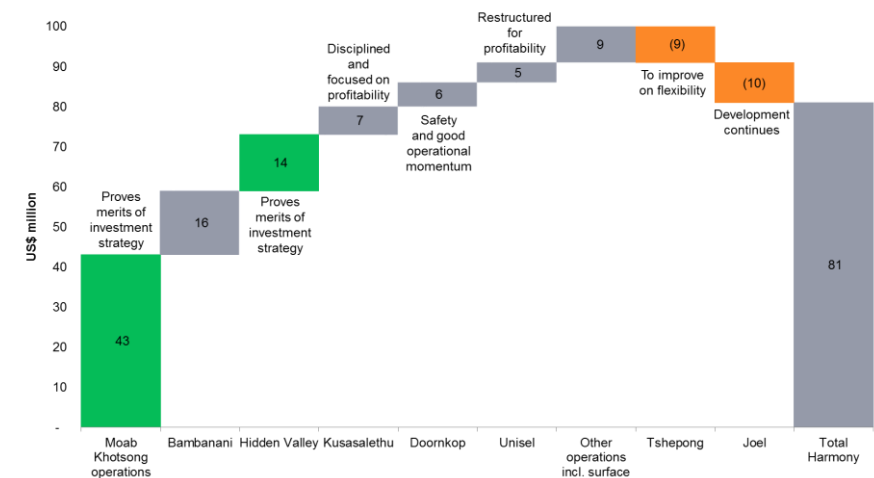 US$ million
100
90
80
70
60
50
40
30
20
10
-
Proves
merits of
investment
strategy
43
16
14
Proves
merits of
investment
strategy
Disciplined
and
focused on
profitability
7
6
Safety
and good
operational
momentum
Restructured
for
profitability
5
9
(9)
To improve
on flexibility
(10)
Development
continues
81
Moab
Khotsong
operations
Bambanani
Hidden Valley
Kusasalethu
Doornkop
Unisel
Other
operations
incl. surface
Tshepong
Joel
Total
Harmony